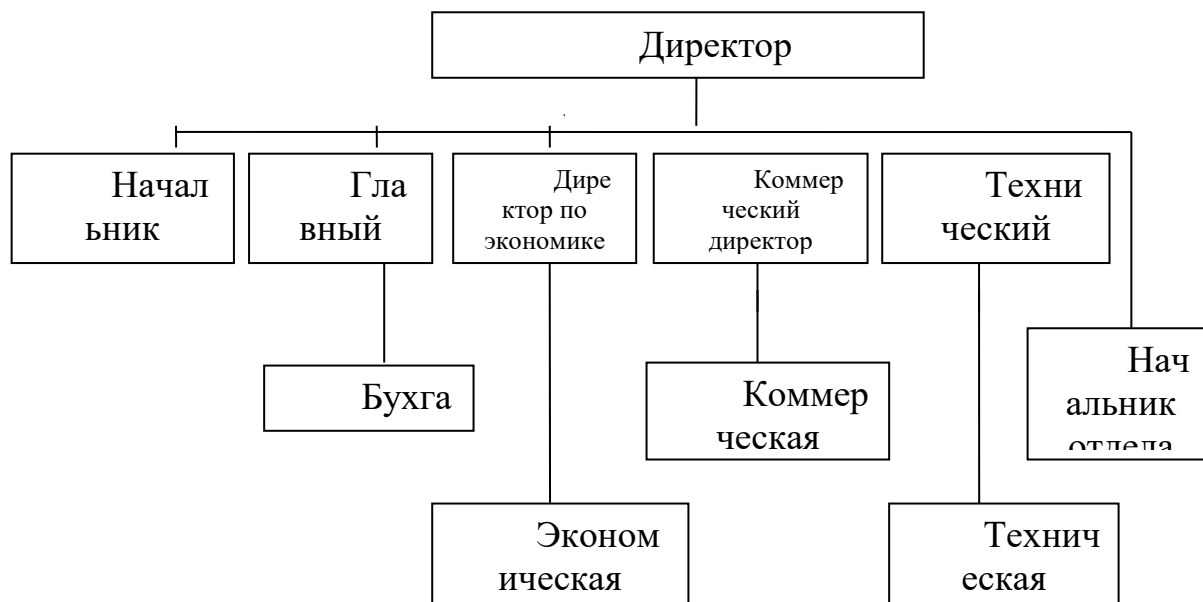 Директор
Начал
ьник
Гла
вный
Дире
ктор по
экономике
Коммер
ческий
директор
Техни
ческий
Бухга
Коммер
ческая
Нач
альник
отдела
Эконом
ическая
Технич
еская